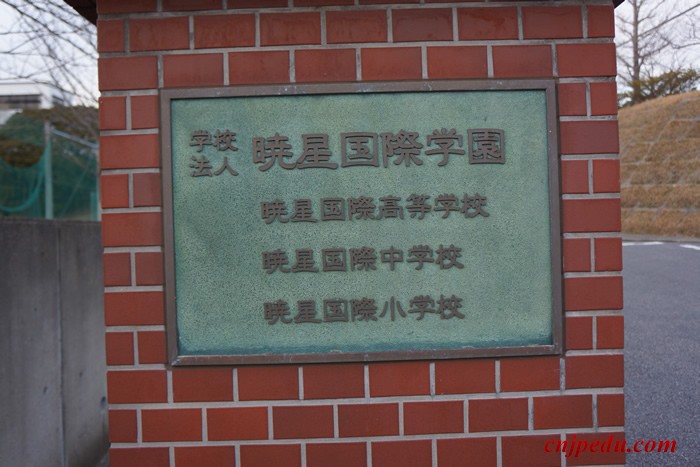 学校法人 暁星国際学園
暁星国際高等学校
暁星国際中学校
暁星国際小学校
cnjpedu.com